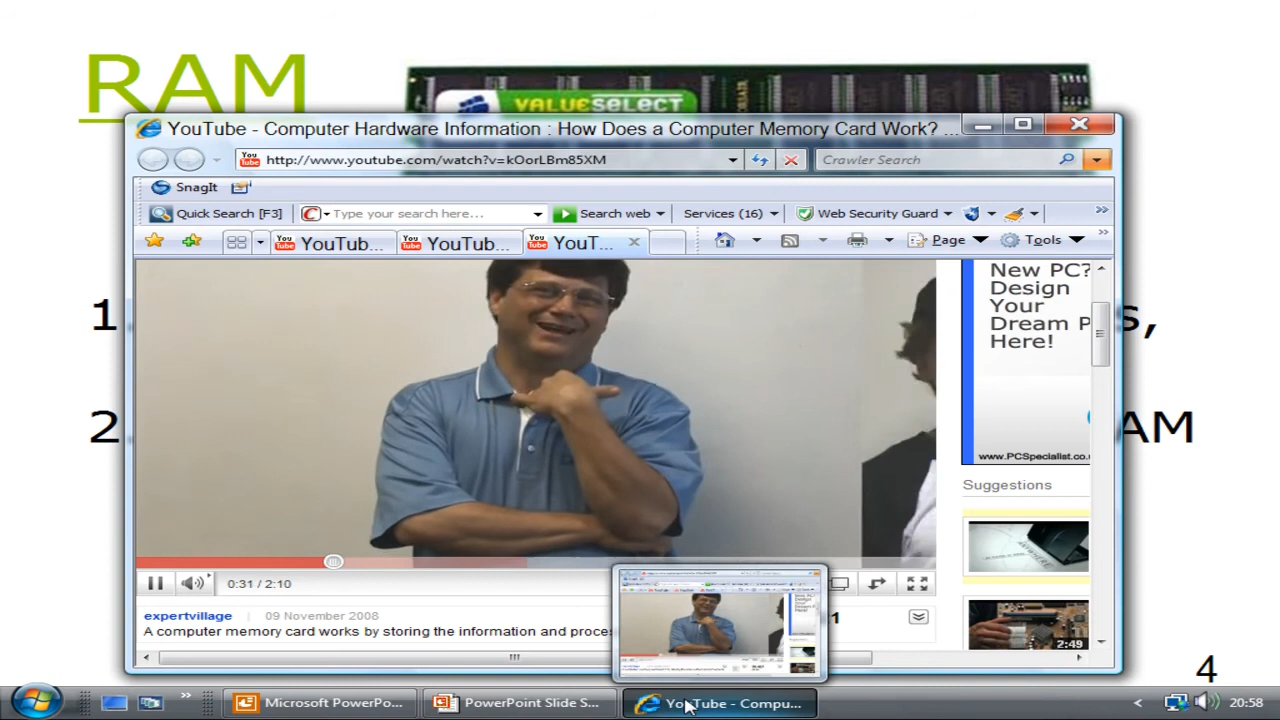 RAM
VALUESELECT
YouTube - Computer Hardware Information : How Does a Computer Memory Card Work? ...
http://www.youtube.com/watch?v=kOorLBm85XM
Crawler Search
SnagIt
Quick Search [F3]
Type your search here...
Search web
Services (16)
Web Security Guard
YouTub...
YouTub...
YouT...
Page
Tools
New PC?
Design
Your
Dream P
Here!
1.
s,
2.
AM
www.PCSpecialist.co.u
Suggestions
0:31 / 2:10
expertvillage
09 November 2008
A computer memory card works by storing the information and proce
1
2:49
4
Microsoft PowerPo...
PowerPoint Slide S...
YouTube - Compu...
20:58